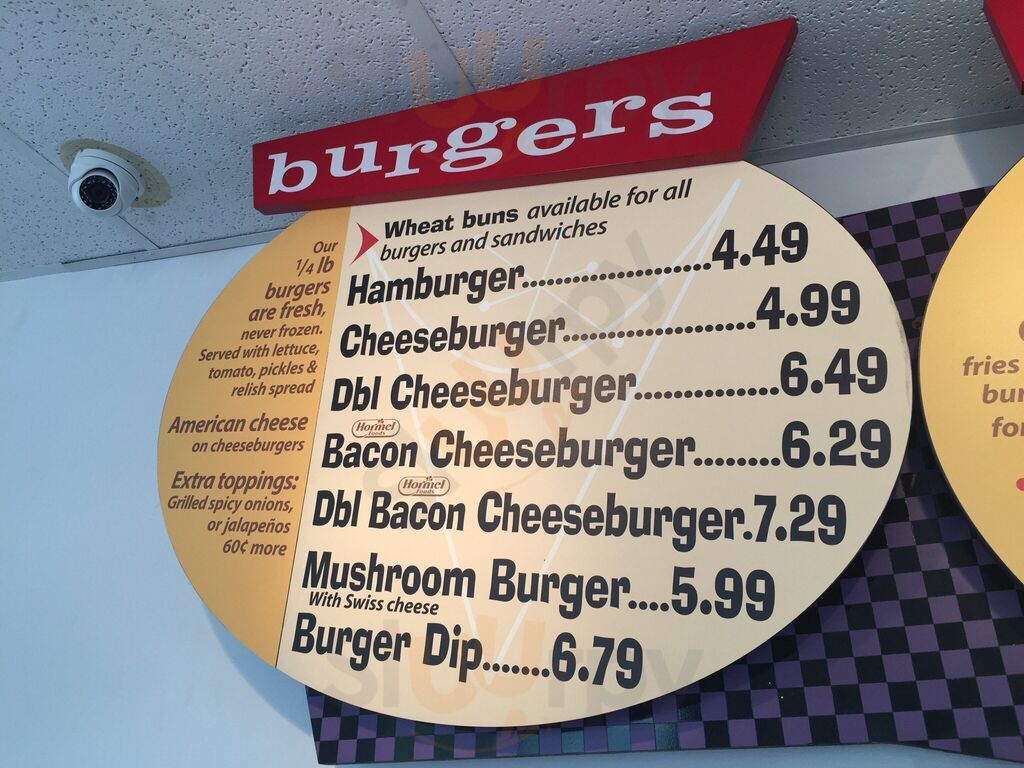 burgers
Wheat buns available for all
burgers and sandwiches
Our
1/4 lb
burgers
are fresh,
never frozen.
Served with lettuce,
tomato, pickles &
relish spread
American cheese
on cheeseburgers
Extra toppings:
Grilled spicy onions,
or jalapeños
60¢ more
Hamburger.......................4.49
Cheeseburger.......................4.99
Dbl Cheeseburger.................6.49
Hormel
Foods
Bacon Cheeseburger.........6.29
Hormel
Foods
Dbl Bacon Cheeseburger.7.29
Mushroom Burger....5.99
With Swiss cheese
Burger Dip.......6.79
fries
bur
for
slurpy